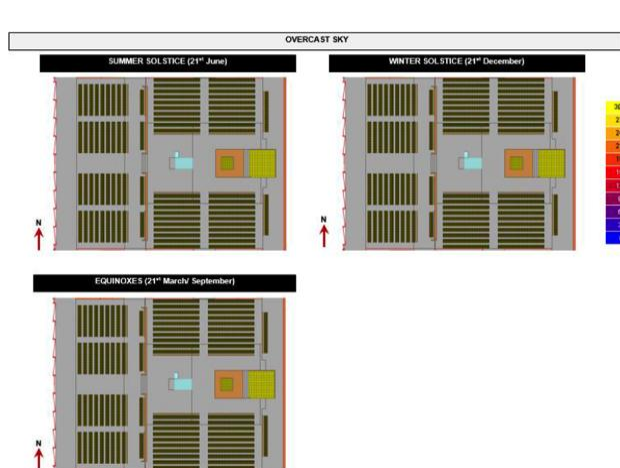 OVERCAST SKY
SUMMER SOLSTICE (21st June)
WINTER SOLSTICE (21st December)
N
N
EQUINOXES (21st March/ September)
N